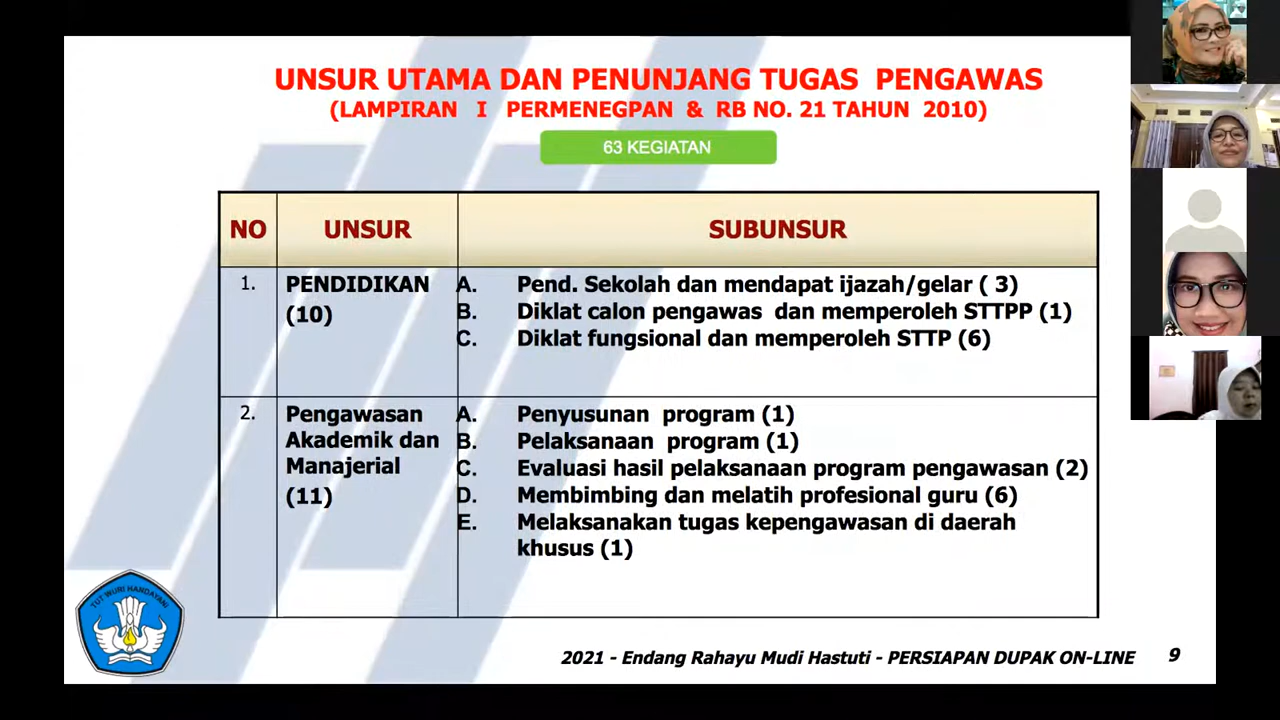 UNSUR UTAMA DAN PENUNJANG TUGAS PENGAWAS
(LAMPIRAN I PERMENEGPAN & RB NO. 21 TAHUN 2010)
63 KEGIATAN
NO UNSUR SUBUNSUR
1. PENDIDIKAN
(10)
A. Pend. Sekolah dan mendapat ijazah/gelar ( 3)
B. Diklat calon pengawas dan memperoleh STTPP (1)
C. Diklat fungsional dan memperoleh STTP (6)
2. Pengawasan
Akademik dan
Manajerial
(11)
A. Penyusunan program (1)
B. Pelaksanaan program (1)
C. Evaluasi hasil pelaksanaan program pengawasan (2)
D. Membimbing dan melatih profesional guru (6)
E. Melaksanakan tugas kepengawasan di daerah
khusus (1)
TUT WURI HANDAYANI
2021 - Endang Rahayu Mudi Hastuti - PERSIAPAN DUPAK ON-LINE 9